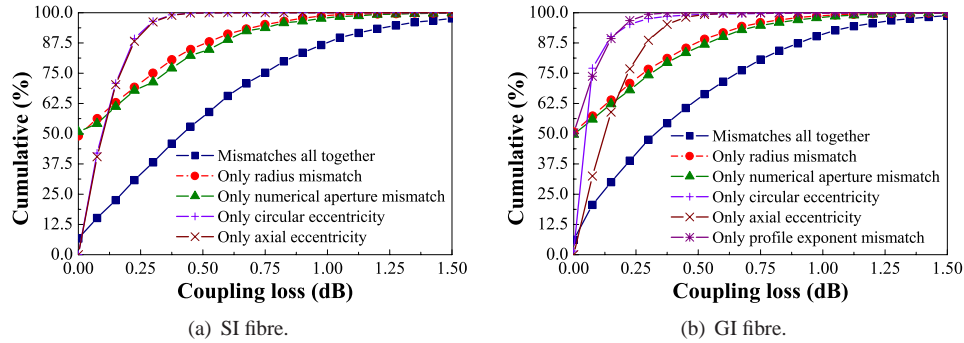 100.0
87.5
75.0
62.5
50.0
37.5
25.0
12.5
0.0
Cumulative (%)
Mismatches all together
Only radius mismatch
Only numerical aperture mismatch
Only circular eccentricity
Only axial eccentricity
0.00 0.25 0.50 0.75 1.00 1.25 1.50
Coupling loss (dB)
(a) SI fibre.
100.0
87.5
75.0
62.5
50.0
37.5
25.0
12.5
0.0
Cumulative (%)
Mismatches all together
Only radius mismatch
Only numerical aperture mismatch
Only circular eccentricity
Only axial eccentricity
Only profile exponent mismatch
0.00 0.25 0.50 0.75 1.00 1.25 1.50
Coupling loss (dB)
(b) GI fibre.